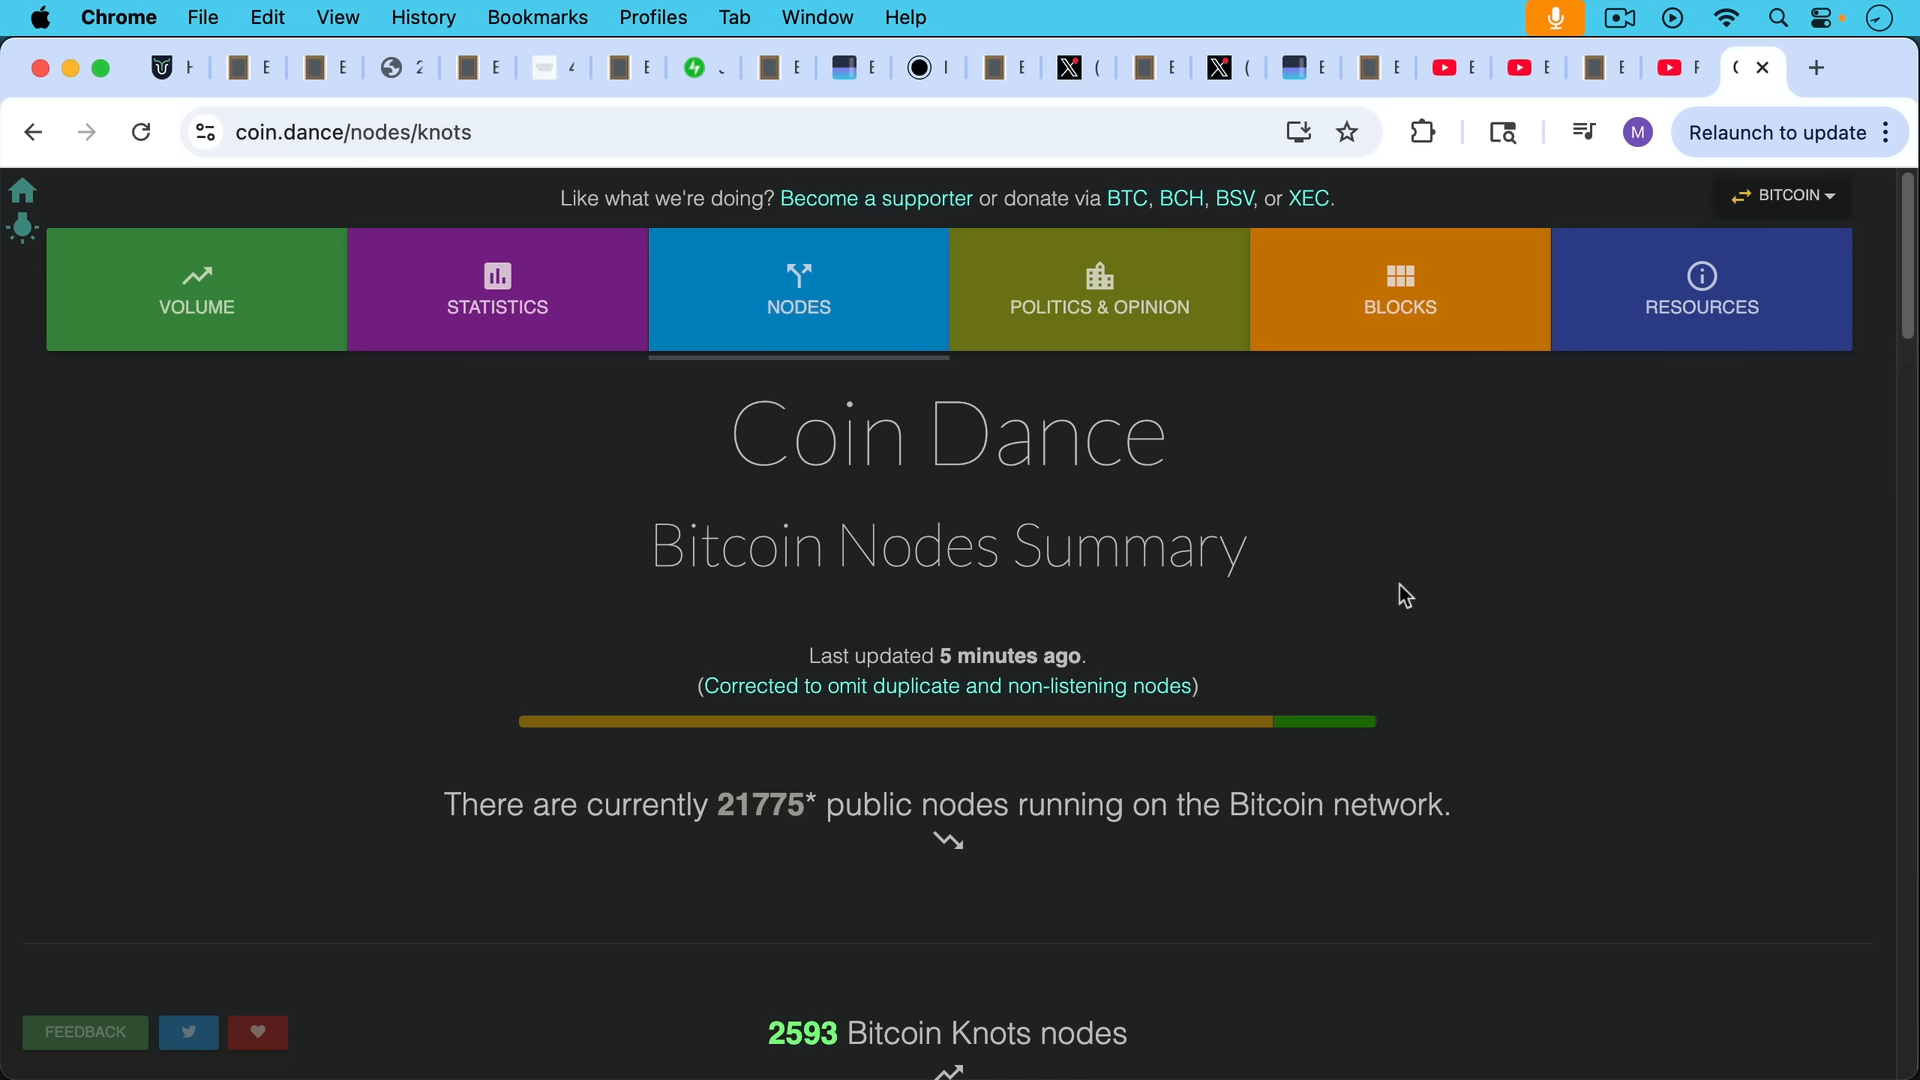 Chrome File Edit View History Bookmarks Profiles Tab Window Help
coin.dance/nodes/knots
M
Relaunch to update
Like what we're doing? Become a supporter or donate via BTC, BCH, BSV, or XEC.
BITCOIN
VOLUME
STATISTICS
NODES
POLITICS & OPINION
BLOCKS
RESOURCES
Coin Dance
Bitcoin Nodes Summary
Last updated 5 minutes ago.
(Corrected to omit duplicate and non-listening nodes)
There are currently 21775* public nodes running on the Bitcoin network.
2593 Bitcoin Knots nodes
FEEDBACK